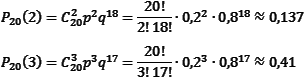 P₂₀(2) = C²₂₀p²q¹⁸ = 20!/(2! 18!) · 0,2² · 0,8¹⁸ ≈ 0,137
P₂₀(3) = C³₂₀p³q¹⁷ = 20!/(3! 17!) · 0,2³ · 0,8¹⁷ ≈ 0,41